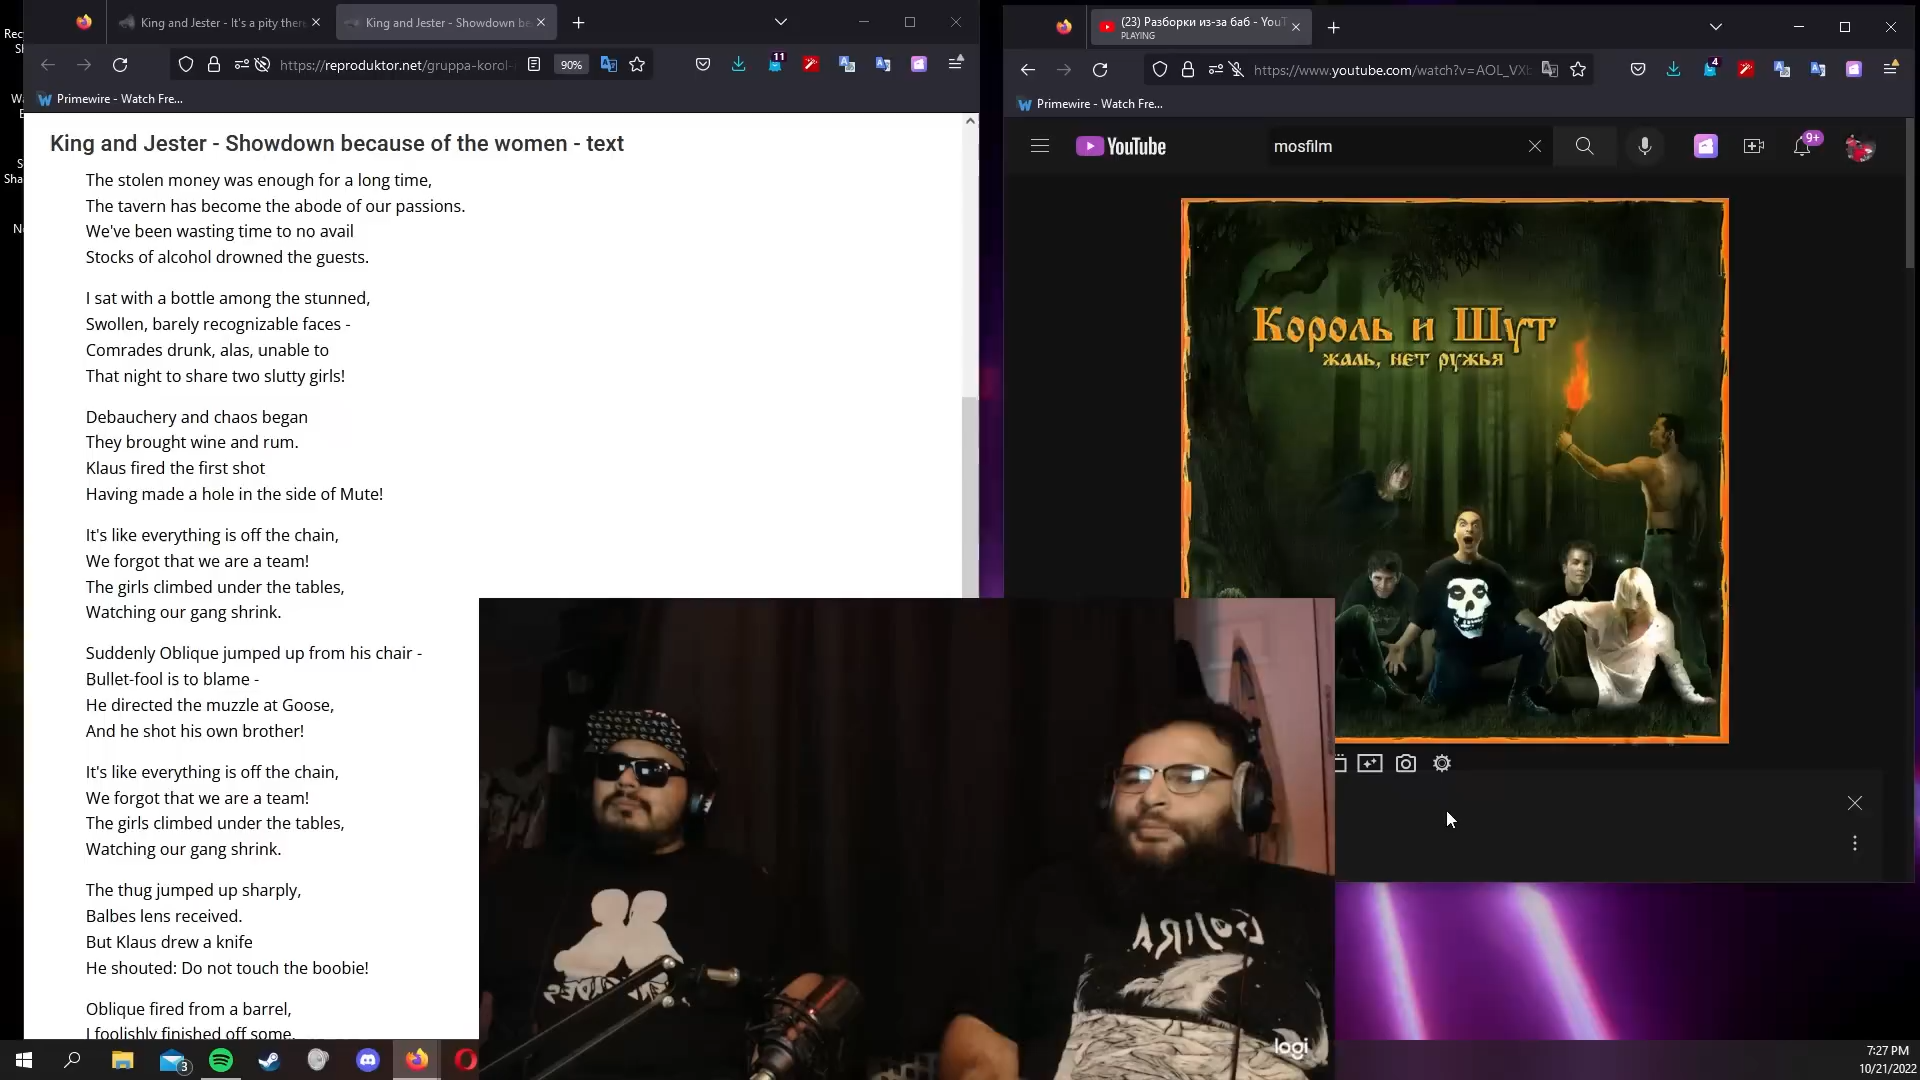 King and Jester - It's a pity ther
King and Jester - Showdown be
https://reproduktor.net/gruppa-korol-
90%
11
Primewire - Watch Fre...
King and Jester - Showdown because of the women - text
The stolen money was enough for a long time,
The tavern has become the abode of our passions.
We've been wasting time to no avail
Stocks of alcohol drowned the guests.
I sat with a bottle among the stunned,
Swollen, barely recognizable faces -
Comrades drunk, alas, unable to
That night to share two slutty girls!
Debauchery and chaos began
They brought wine and rum.
Klaus fired the first shot
Having made a hole in the side of Mute!
It's like everything is off the chain,
We forgot that we are a team!
The girls climbed under the tables,
Watching our gang shrink.
Suddenly Oblique jumped up from his chair -
Bullet-fool is to blame -
He directed the muzzle at Goose,
And he shot his own brother!
It's like everything is off the chain,
We forgot that we are a team!
The girls climbed under the tables,
Watching our gang shrink.
The thug jumped up sharply,
Balbes lens received.
But Klaus drew a knife
He shouted: Do not touch the boobie!
Oblique fired from a barrel,
I foolishly finished off some.
(23) Разборки из-за баб - YouT
PLAYING
https://www.youtube.com/watch?v=AOL_VX
4
Primewire - Watch Fre...
YouTube
mosfilm
9+
Король и Шут
жаль, нет ружья
GOJIRA
logi
3
7:27 PM
10/21/2022